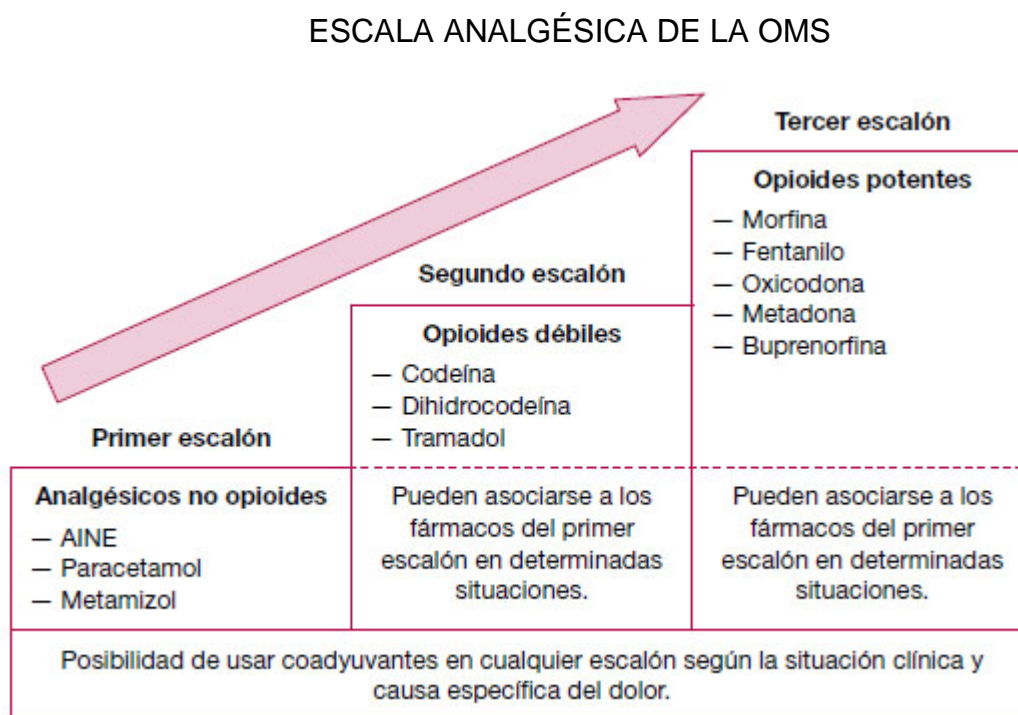 ESCALA ANALGÉSICA DE LA OMS
Tercer escalón
Opioides potentes
— Morfina
— Fentanilo
— Oxicodona
— Metadona
— Buprenorfina
Segundo escalón
Opioides débiles
— Codeína
— Dihidrocodeína
— Tramadol
Primer escalón
Analgésicos no opioides
— AINE
— Paracetamol
— Metamizol
Pueden asociarse a los
fármacos del primer
escalón en determinadas
situaciones.
Pueden asociarse a los
fármacos del primer
escalón en determinadas
situaciones.
Posibilidad de usar coadyuvantes en cualquier escalón según la situación clínica y
causa específica del dolor.